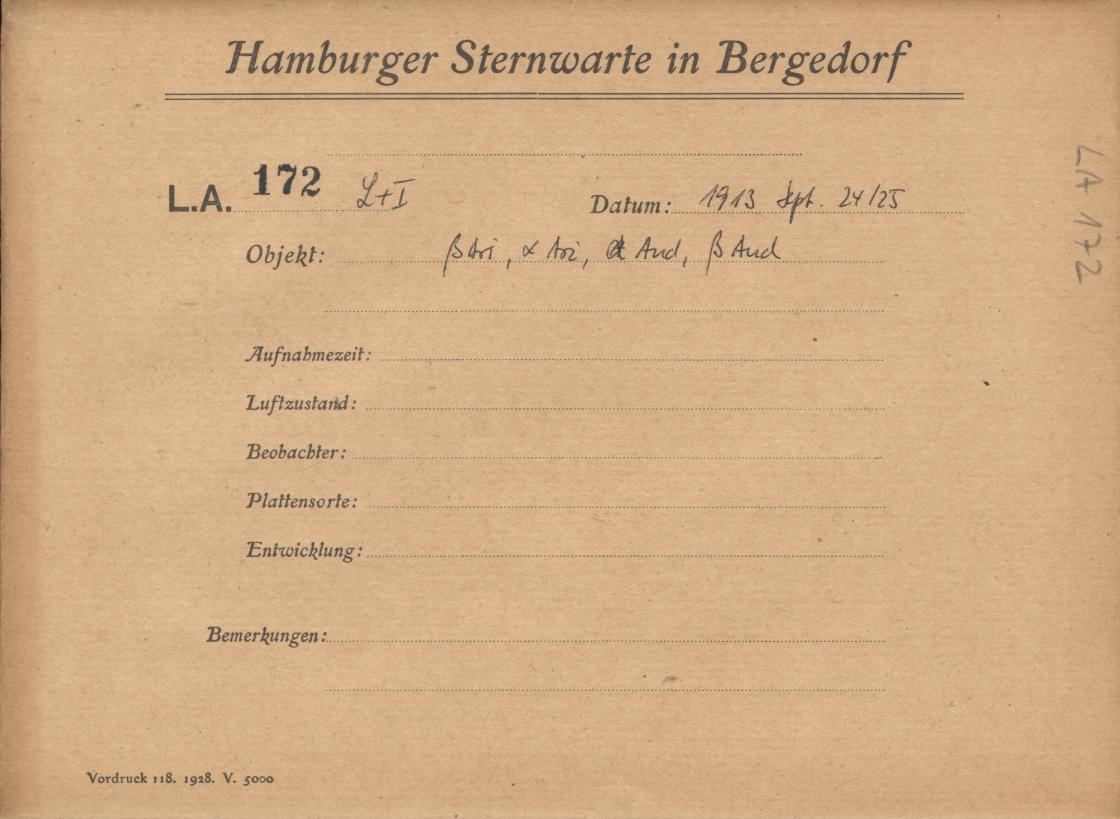 Hamburger Sternwarte in Bergedorf
L.A. 172 L+I Datum: 1913 Sept. 24/25
Objekt: β Ari, α Ari, α And, β And
Aufnahmezeit:
Luftzustand:
Beobachter:
Plattensorte:
Entwicklung:
Bemerkungen:
Vordruck 118. 1928. V. 5000
LA 172